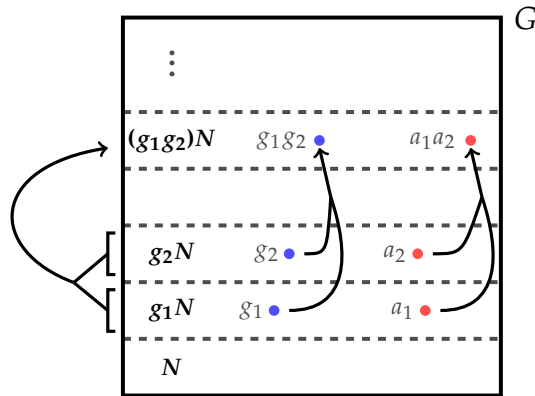 G
⋮
(g₁g₂)N g₁g₂ a₁a₂
g₂N g₂ a₂
g₁N g₁ a₁
N